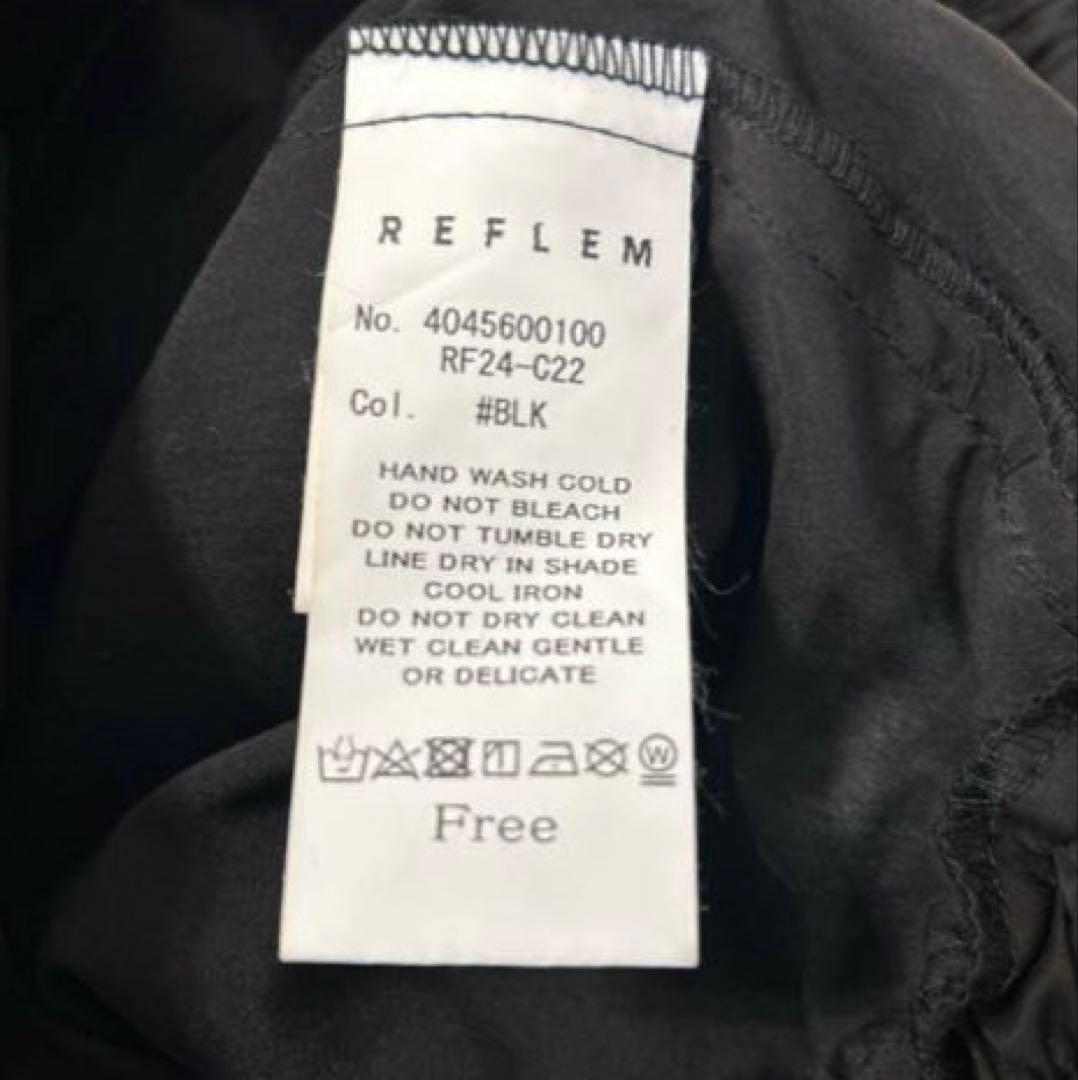 REFLEM
No. 4045600100
RF24-C22
Col. #BLK
HAND WASH COLD
DO NOT BLEACH
DO NOT TUMBLE DRY
LINE DRY IN SHADE
COOL IRON
DO NOT DRY CLEAN
WET CLEAN GENTLE
OR DELICATE
W
Free